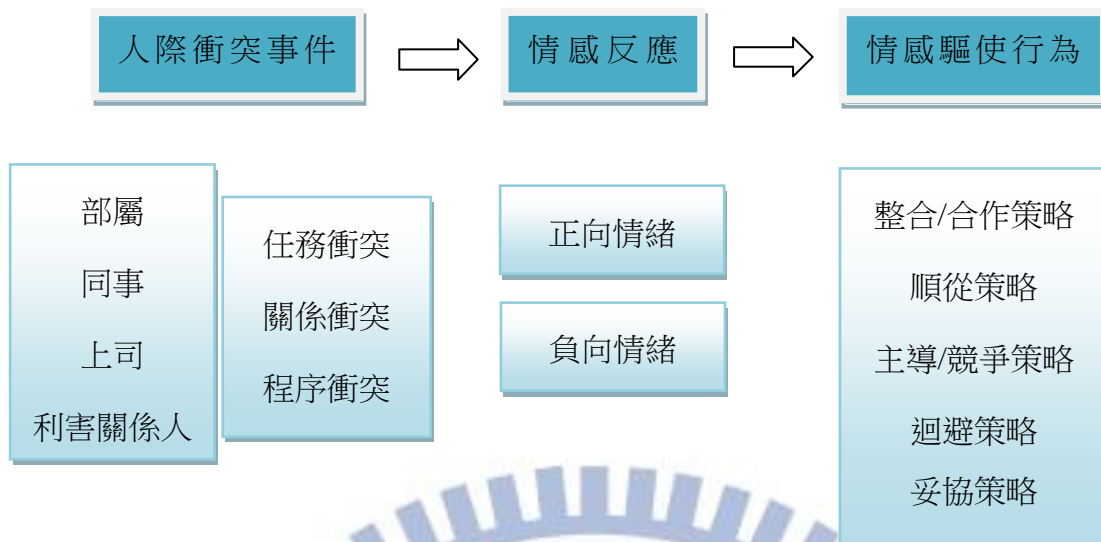 人際衝突事件
情感反應
情感驅使行為
部屬
同事
上司
利害關係人
任務衝突
關係衝突
程序衝突
正向情緒
負向情緒
整合/合作策略
順從策略
主導/競爭策略
迴避策略
妥協策略